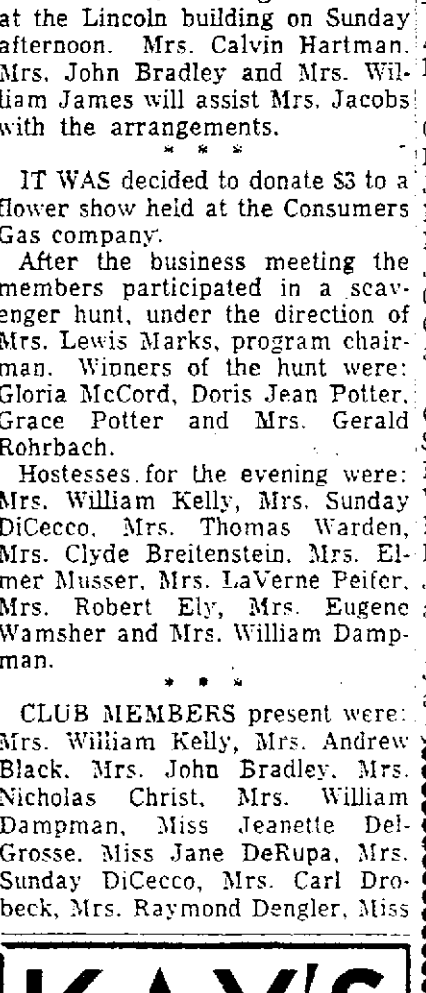 at the Lincoln building on Sunday
afternoon. Mrs. Calvin Hartman.
Mrs. John Bradley and Mrs. Wil-
liam James will assist Mrs. Jacobs
with the arrangements.
* * *
IT WAS decided to donate $3 to a
flower show held at the Consumers
Gas company.
After the business meeting the
members participated in a scav-
enger hunt, under the direction of
Mrs. Lewis Marks, program chair-
man. Winners of the hunt were:
Gloria McCord, Doris Jean Potter,
Grace Potter and Mrs. Gerald
Rohrbach.
Hostesses for the evening were:
Mrs. William Kelly, Mrs. Sunday
DiCecco, Mrs. Thomas Warden,
Mrs. Clyde Breitenstein, Mrs. El-
mer Musser, Mrs. LaVerne Peifer,
Mrs. Robert Ely, Mrs. Eugene
Wamsher and Mrs. William Damp-
man.
* * *
CLUB MEMBERS present were:
Mrs. William Kelly, Mrs. Andrew
Black, Mrs. John Bradley, Mrs.
Nicholas Christ, Mrs. William
Dampman, Miss Jeanette Del-
Grosse, Miss Jane DeRupa, Mrs.
Sunday DiCecco, Mrs. Carl Dro-
beck, Mrs. Raymond Dengler, Miss
KAY'S